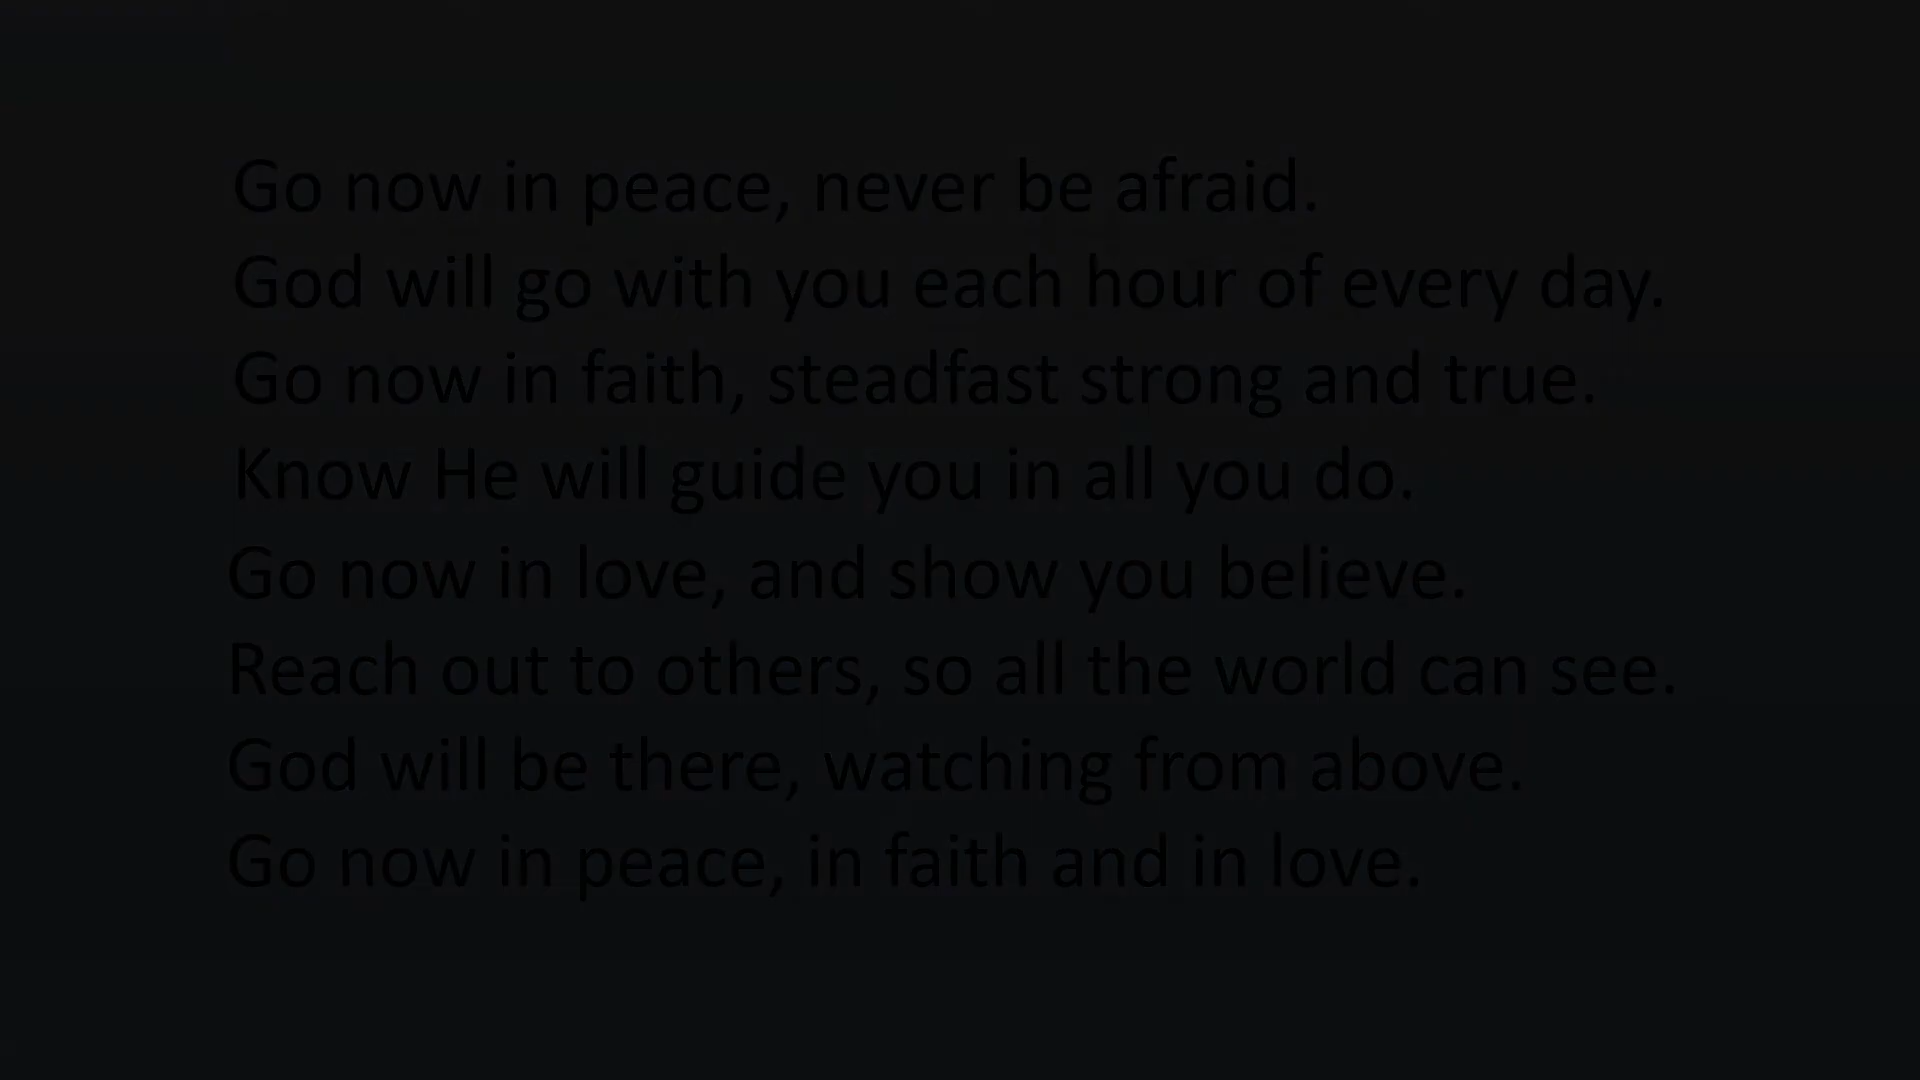 Go now in peace, never be afraid.
God will go with you each hour of every day.
Go now in faith, steadfast strong and true.
Know He will guide you in all you do.
Go now in love, and show you believe.
Reach out to others, so all the world can see.
God will be there, watching from above.
Go now in peace, in faith and in love.